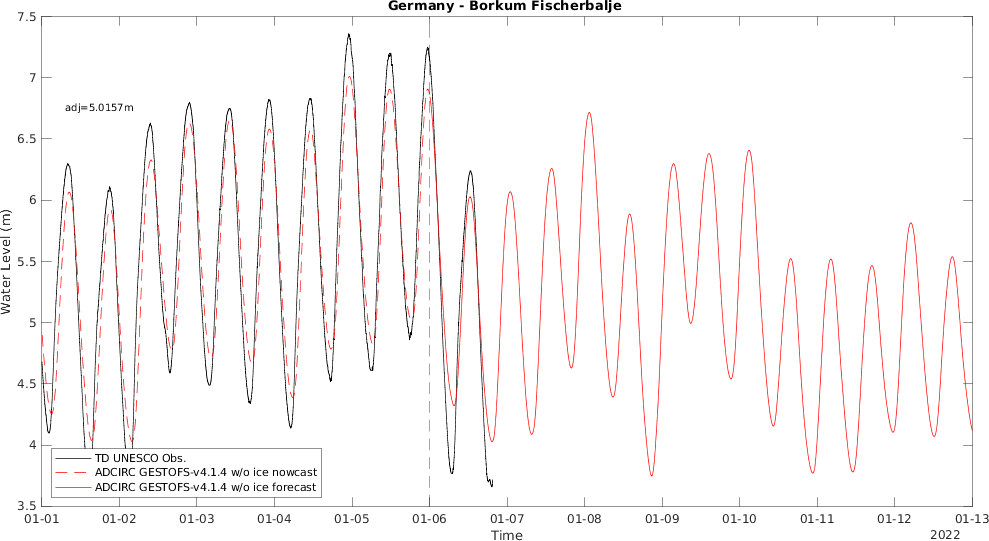 Germany - Borkum Fischerbalje
7.5
7
6.5
6
5.5
5
4.5
4
3.5
Water Level (m)
adj=5.0157m
TD UNESCO Obs.
ADCIRC GESTOFS-v4.1.4 w/o ice nowcast
ADCIRC GESTOFS-v4.1.4 w/o ice forecast
01-01 01-02 01-03 01-04 01-05 01-06 01-07 01-08 01-09 01-10 01-11 01-12 01-13
Time
2022